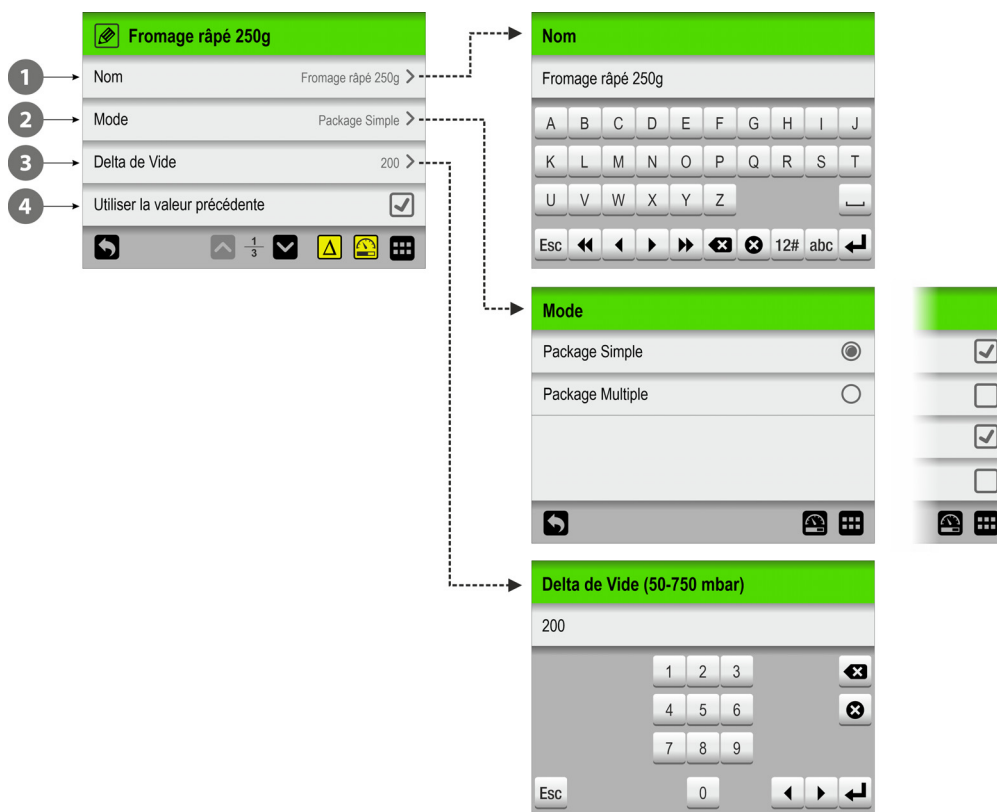 Fromage râpé 250g
1 Nom Fromage râpé 250g
2 Mode Package Simple
3 Delta de Vide 200
4 Utiliser la valeur précédente
1
3
Δ
Nom
Fromage râpé 250g
A B C D E F G H I J
K L M N O P Q R S T
U V W X Y Z
Esc 12# abc
Mode
Package Simple
Package Multiple
Delta de Vide (50-750 mbar)
200
1 2 3
4 5 6
7 8 9
Esc 0